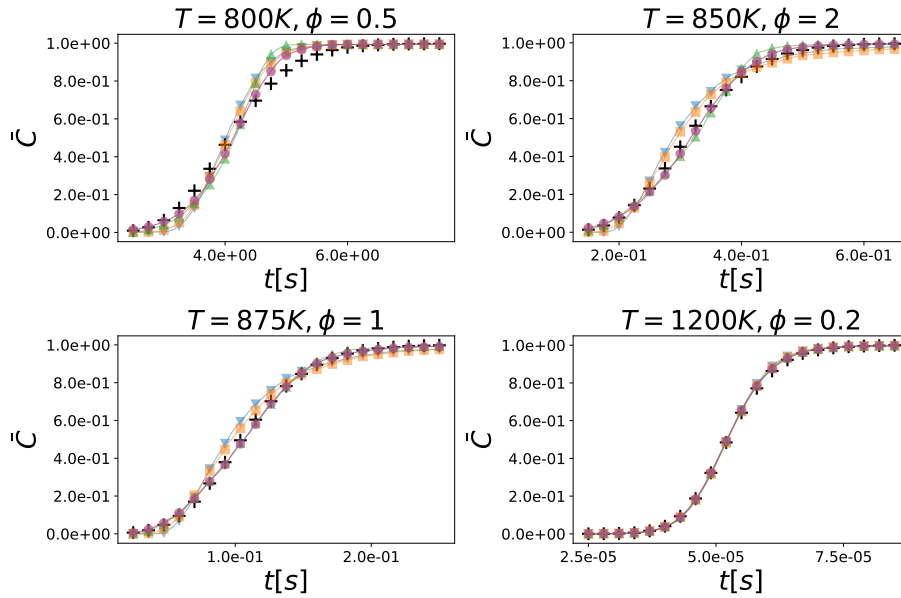 T = 800K, ϕ = 0.5
1.0e+00
8.0e-01
6.0e-01
4.0e-01
2.0e-01
0.0e+00
C̄
4.0e+00 6.0e+00
t[s]
T = 850K, ϕ = 2
1.0e+00
8.0e-01
6.0e-01
4.0e-01
2.0e-01
0.0e+00
C̄
2.0e-01 4.0e-01 6.0e-01
t[s]
T = 875K, ϕ = 1
1.0e+00
8.0e-01
6.0e-01
4.0e-01
2.0e-01
0.0e+00
C̄
1.0e-01 2.0e-01
t[s]
T = 1200K, ϕ = 0.2
1.0e+00
8.0e-01
6.0e-01
4.0e-01
2.0e-01
0.0e+00
C̄
2.5e-05 5.0e-05 7.5e-05
t[s]